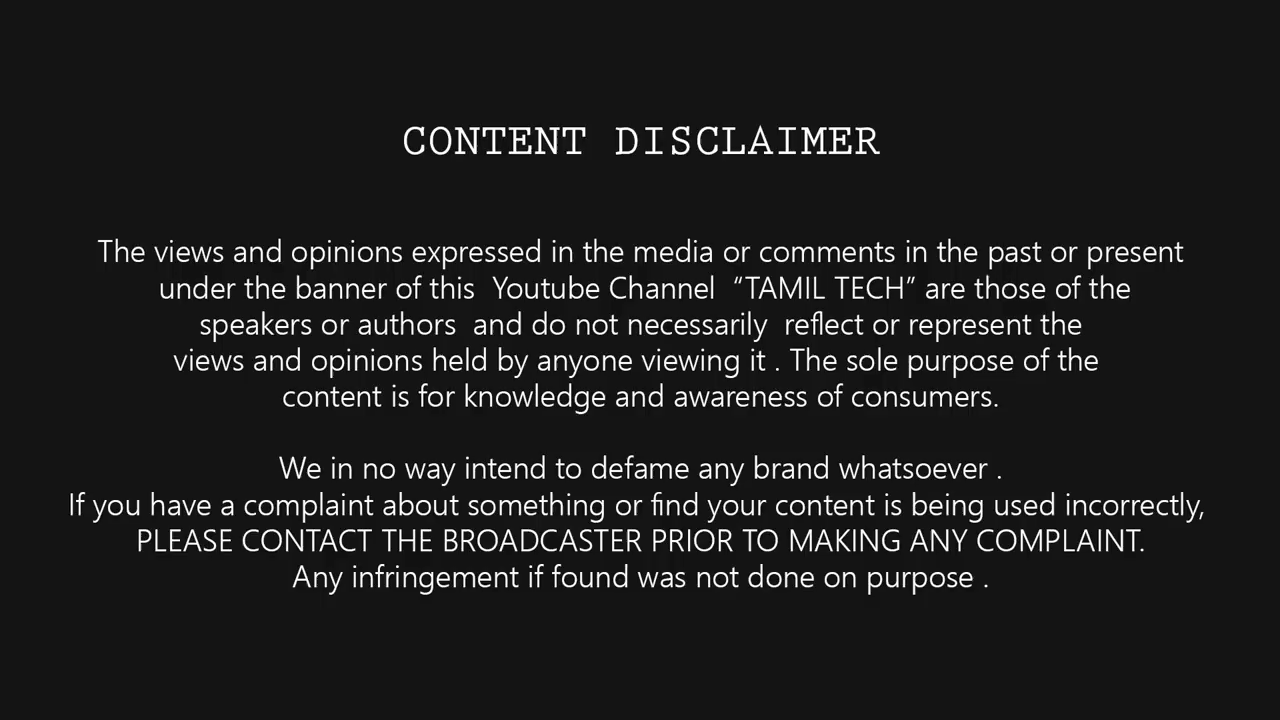 CONTENT DISCLAIMER
The views and opinions expressed in the media or comments in the past or present
under the banner of this  Youtube Channel  “TAMIL TECH” are those of the
speakers or authors  and do not necessarily  reflect or represent the
views and opinions held by anyone viewing it . The sole purpose of the
content is for knowledge and awareness of consumers.
We in no way intend to defame any brand whatsoever .
If you have a complaint about something or find your content is being used incorrectly,
PLEASE CONTACT THE BROADCASTER PRIOR TO MAKING ANY COMPLAINT.
Any infringement if found was not done on purpose .